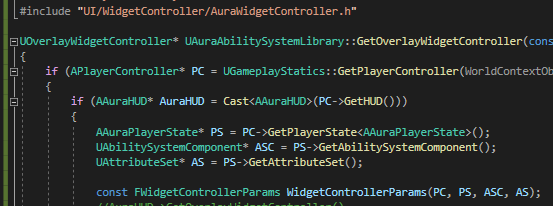 #include "UI/WidgetController/AuraWidgetController.h"
UOverlayWidgetController* UAuraAbilitySystemLibrary::GetOverlayWidgetController(cons
{
if (APlayerController* PC = UGameplayStatics::GetPlayerController(WorldContextOb
{
if (AAuraHUD* AuraHUD = Cast<AAuraHUD>(PC->GetHUD()))
{
AAuraPlayerState* PS = PC->GetPlayerState<AAuraPlayerState>();
UAbilitySystemComponent* ASC = PS->GetAbilitySystemComponent();
UAttributeSet* AS = PS->GetAttributeSet();
const FWidgetControllerParams WidgetControllerParams(PC, PS, ASC, AS);
//AuraHUD->GetOverlayWidgetController()